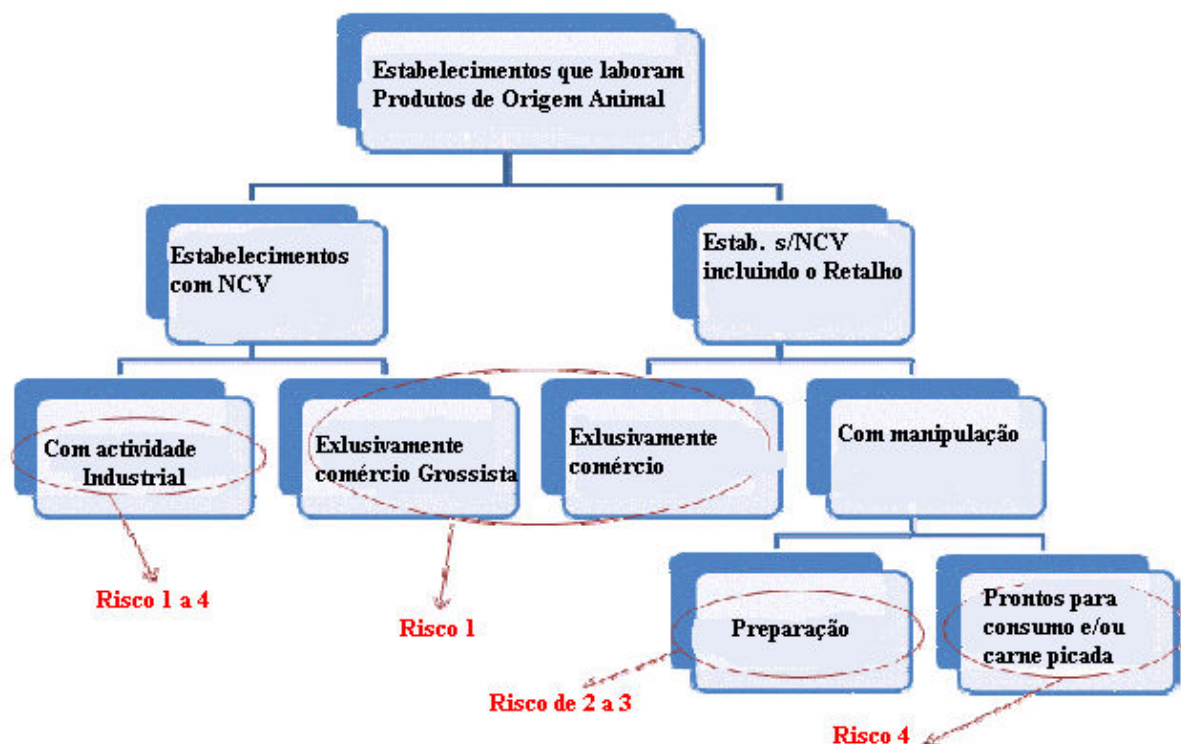 Estabelecimentos que laboram
Produtos de Origem Animal
Estabelecimentos
com NCV
Estab. s/NCV
incluindo o Retalho
Com actividade
Industrial
Exlusivamente
comércio Grossista
Exlusivamente
comércio
Com manipulação
Risco 1 a 4
Risco 1
Preparação
Prontos para
consumo e/ou
carne picada
Risco de 2 a 3
Risco 4